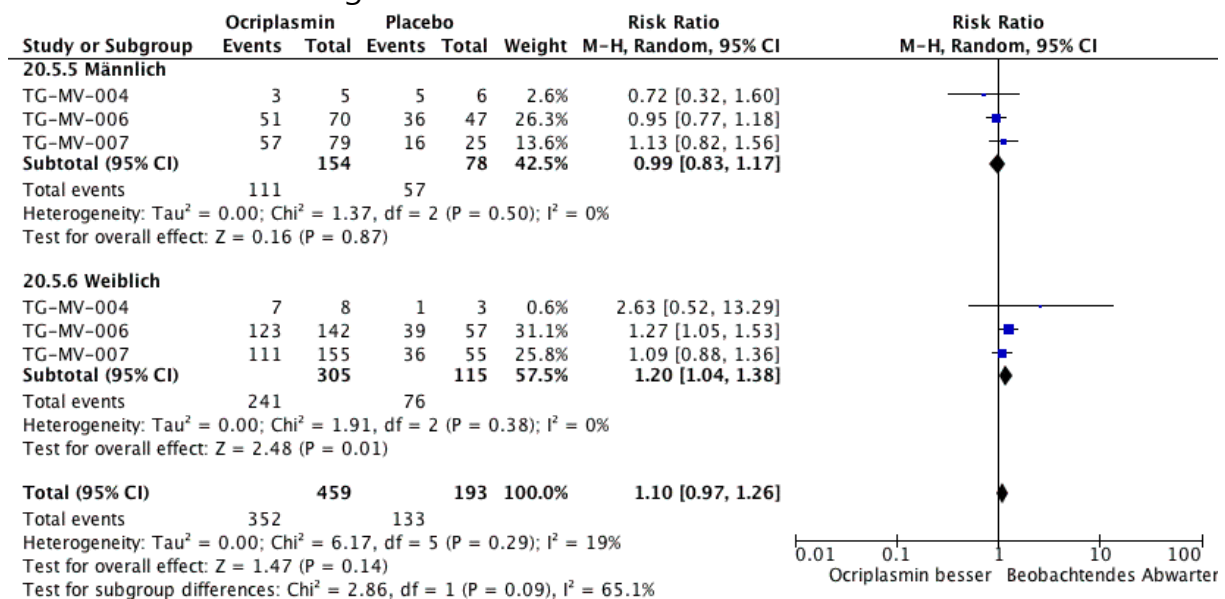 Ocriplasmin Placebo Risk Ratio Risk Ratio
Study or Subgroup Events Total Events Total Weight M-H, Random, 95% CI M-H, Random, 95% CI
20.5.5 Männlich
TG-MV-004 3 5 5 6 2.6% 0.72 [0.32, 1.60]
TG-MV-006 51 70 36 47 26.3% 0.95 [0.77, 1.18]
TG-MV-007 57 79 16 25 13.6% 1.13 [0.82, 1.56]
Subtotal (95% CI) 154 78 42.5% 0.99 [0.83, 1.17]
Total events 111 57
Heterogeneity: Tau² = 0.00; Chi² = 1.37, df = 2 (P = 0.50); I² = 0%
Test for overall effect: Z = 0.16 (P = 0.87)
20.5.6 Weiblich
TG-MV-004 7 8 1 3 0.6% 2.63 [0.52, 13.29]
TG-MV-006 123 142 39 57 31.1% 1.27 [1.05, 1.53]
TG-MV-007 111 155 36 55 25.8% 1.09 [0.88, 1.36]
Subtotal (95% CI) 305 115 57.5% 1.20 [1.04, 1.38]
Total events 241 76
Heterogeneity: Tau² = 0.00; Chi² = 1.91, df = 2 (P = 0.38); I² = 0%
Test for overall effect: Z = 2.48 (P = 0.01)
Total (95% CI) 459 193 100.0% 1.10 [0.97, 1.26]
Total events 352 133
Heterogeneity: Tau² = 0.00; Chi² = 6.17, df = 5 (P = 0.29); I² = 19%
Test for overall effect: Z = 1.47 (P = 0.14)
Test for subgroup differences: Chi² = 2.86, df = 1 (P = 0.09), I² = 65.1%
0.01 0.1 1 10 100
Ocriplasmin besser Beobachtendes Abwarten